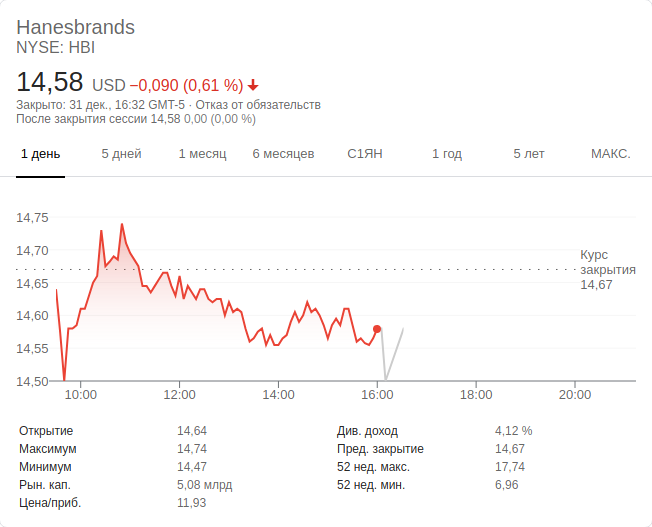 Hanesbrands
NYSE: HBI
14,58 USD −0,090 (0,61 %)
Закрыто: 31 дек., 16:32 GMT-5 · Отказ от обязательств
После закрытия сессии 14,58 0,00 (0,00 %)
1 день 5 дней 1 месяц 6 месяцев С1ЯН 1 год 5 лет МАКС.
14,75
14,70
14,65
14,60
14,55
14,50
Курс
закрытия
14,67
10:00 12:00 14:00 16:00 18:00 20:00
Открытие 14,64 Див. доход 4,12 %
Максимум 14,74 Пред. закрытие 14,67
Минимум 14,47 52 нед. макс. 17,74
Рын. кап. 5,08 млрд 52 нед. мин. 6,96
Цена/приб. 11,93